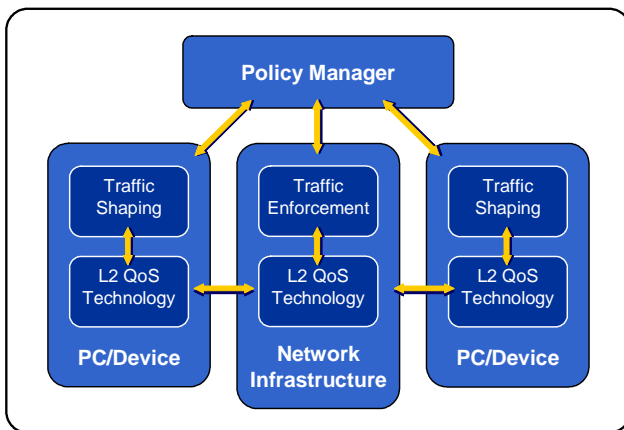 Policy Manager
Traffic
Shaping
L2 QoS
Technology
PC/Device
Traffic
Enforcement
L2 QoS
Technology
Network
Infrastructure
Traffic
Shaping
L2 QoS
Technology
PC/Device